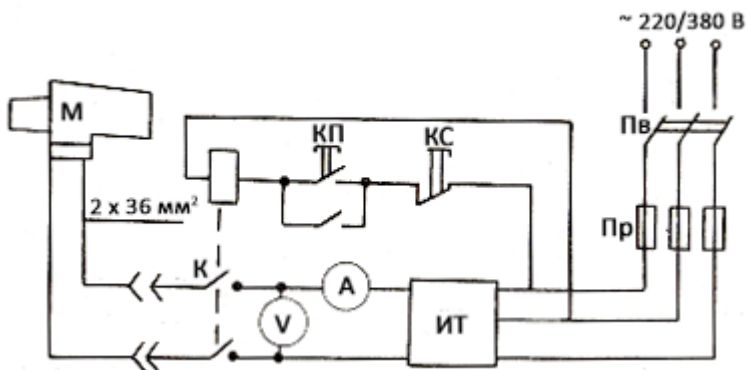 ~ 220/380 В
М
КП
КС
Пв
2 х 36 мм²
Пр
К
А
V
ИТ